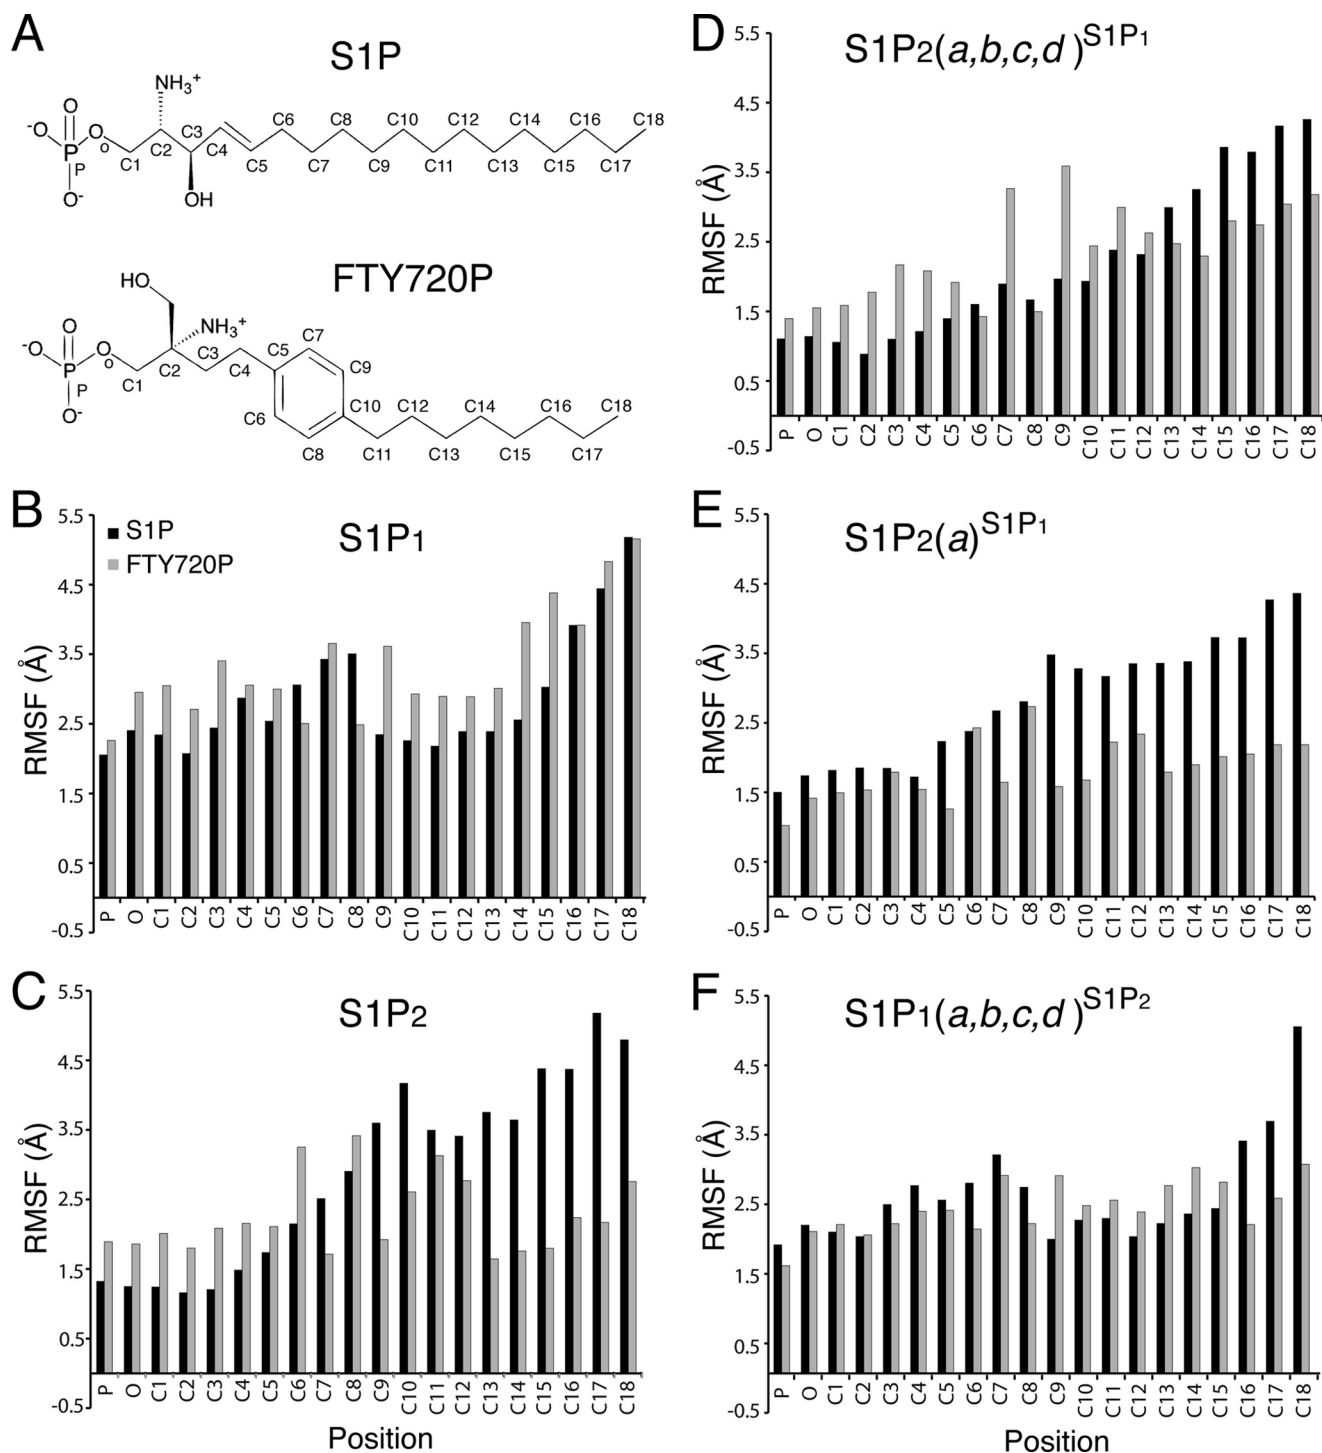 A
S1P
NH3+
O
-O
P
P
O-
O
O
C1
C2
C3
C4
OH
C5
C6
C7
C8
C9
C10
C11
C12
C13
C14
C15
C16
C17
C18
FTY720P
HO
NH3+
O
-O
P
P
O-
O
O
C1
C2
C3
C4
C5
C6
C7
C8
C9
C10
C11
C12
C13
C14
C15
C16
C17
C18
B
S1P1
S1P
FTY720P
RMSF (Å)
5.5
4.5
3.5
2.5
1.5
0.5
-0.5
P O C1 C2 C3 C4 C5 C6 C7 C8 C9 C10 C11 C12 C13 C14 C15 C16 C17 C18
C
S1P2
RMSF (Å)
5.5
4.5
3.5
2.5
1.5
0.5
-0.5
P O C1 C2 C3 C4 C5 C6 C7 C8 C9 C10 C11 C12 C13 C14 C15 C16 C17 C18
Position
D
S1P2(a,b,c,d)S1P1
RMSF (Å)
5.5
4.5
3.5
2.5
1.5
0.5
-0.5
P O C1 C2 C3 C4 C5 C6 C7 C8 C9 C10 C11 C12 C13 C14 C15 C16 C17 C18
E
S1P2(a)S1P1
RMSF (Å)
5.5
4.5
3.5
2.5
1.5
0.5
-0.5
P O C1 C2 C3 C4 C5 C6 C7 C8 C9 C10 C11 C12 C13 C14 C15 C16 C17 C18
F
S1P1(a,b,c,d)S1P2
RMSF (Å)
5.5
4.5
3.5
2.5
1.5
0.5
-0.5
P O C1 C2 C3 C4 C5 C6 C7 C8 C9 C10 C11 C12 C13 C14 C15 C16 C17 C18
Position